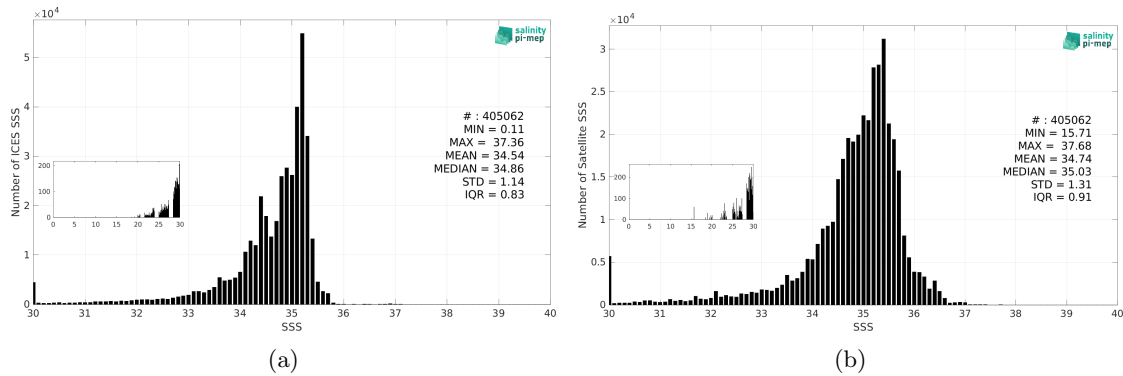 ×10⁴
5
4
3
2
1
0
Number of ICES SSS
salinity
pi-mep
# : 405062
MIN = 0.11
MAX = 37.36
MEAN = 34.54
MEDIAN = 34.86
STD = 1.14
IQR = 0.83
200
100
0
0 5 10 15 20 25 30
30 31 32 33 34 35 36 37 38 39 40
SSS
(a)
×10⁴
3
2.5
2
1.5
1
0.5
0
Number of Satellite SSS
salinity
pi-mep
# : 405062
MIN = 15.71
MAX = 37.68
MEAN = 34.74
MEDIAN = 35.03
STD = 1.31
IQR = 0.91
200
100
0
0 5 10 15 20 25 30
30 31 32 33 34 35 36 37 38 39 40
SSS
(b)